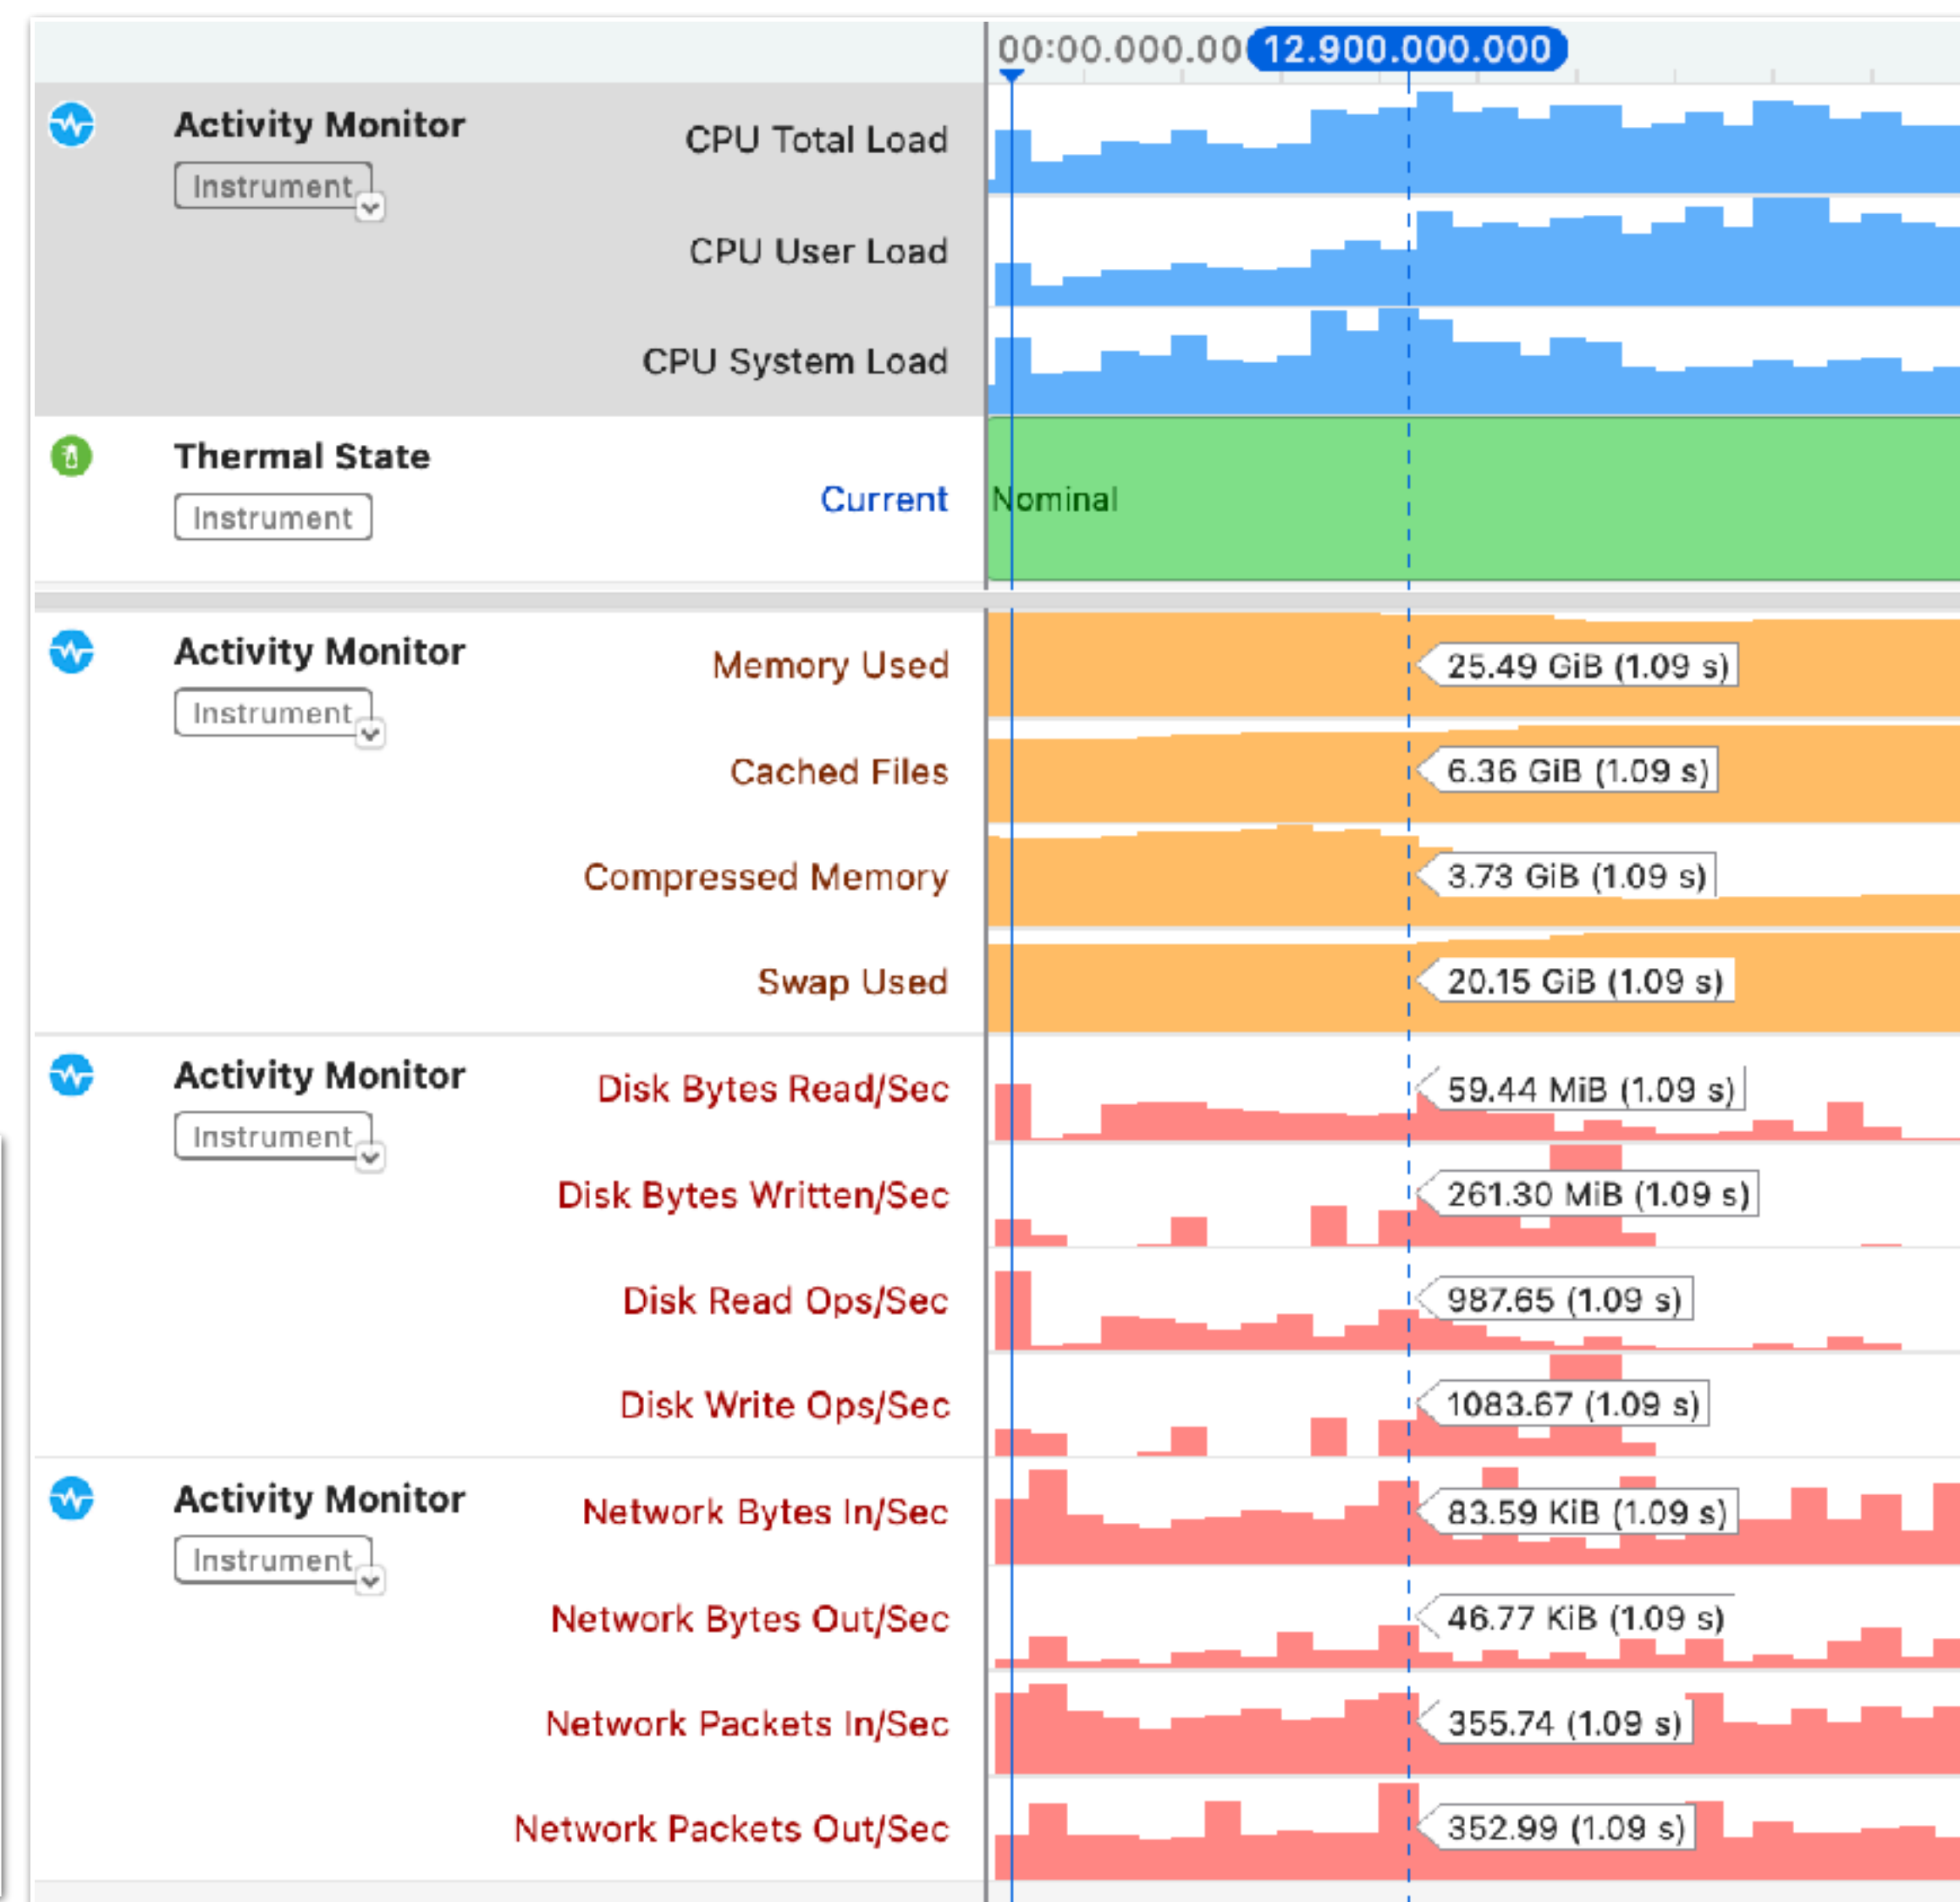 00:00.000.00 12.900.000.000
Activity Monitor
Instrument
CPU Total Load
CPU User Load
CPU System Load
Thermal State
Instrument
Current
Nominal
Activity Monitor
Instrument
Memory Used
25.49 GiB (1.09 s)
Cached Files
6.36 GiB (1.09 s)
Compressed Memory
3.73 GiB (1.09 s)
Swap Used
20.15 GiB (1.09 s)
Activity Monitor
Instrument
Disk Bytes Read/Sec
59.44 MiB (1.09 s)
Disk Bytes Written/Sec
261.30 MiB (1.09 s)
Disk Read Ops/Sec
987.65 (1.09 s)
Disk Write Ops/Sec
1083.67 (1.09 s)
Activity Monitor
Instrument
Network Bytes In/Sec
83.59 KiB (1.09 s)
Network Bytes Out/Sec
46.77 KiB (1.09 s)
Network Packets In/Sec
355.74 (1.09 s)
Network Packets Out/Sec
352.99 (1.09 s)